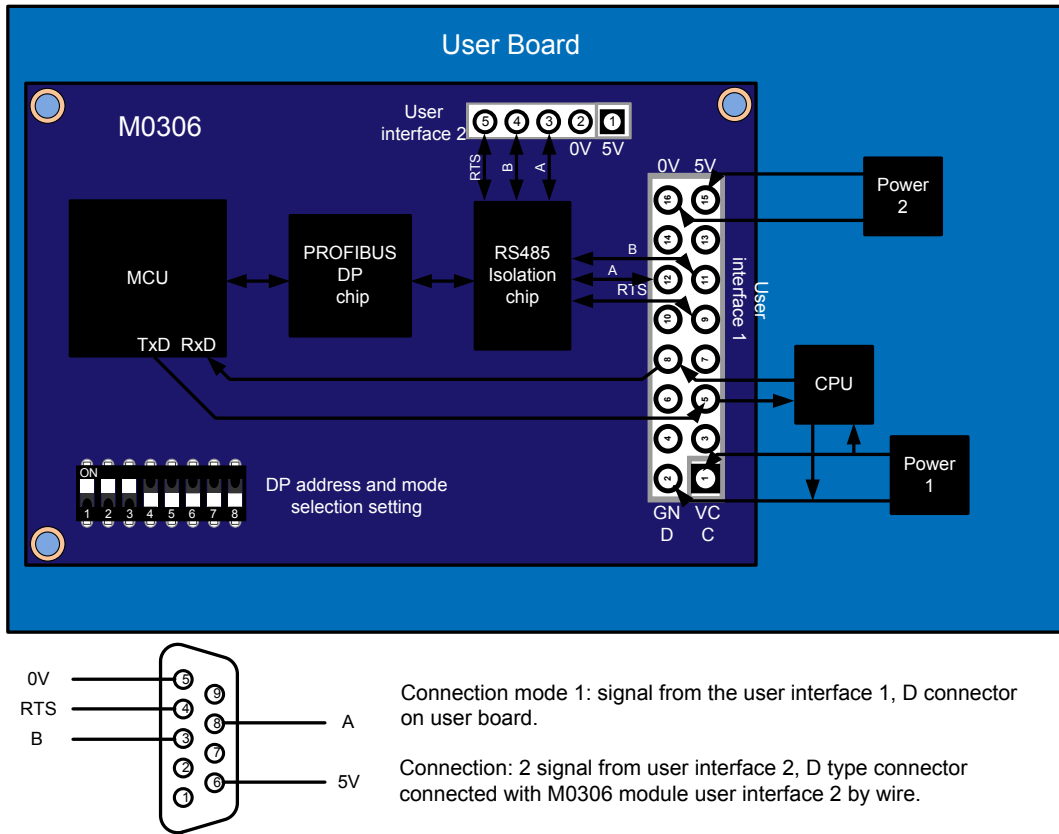 User Board
M0306
User
interface 2
5 4 3 2 1
0V 5V
RTS B A
0V 5V
16 15
14 13
12 11
10 9
8 7
6 5
4 3
2 1
GN VC
D C
User
interface 1
Power
2
MCU
TxD RxD
PROFIBUS
DP
chip
RS485
Isolation
chip
B
A
RTS
CPU
Power
1
ON
1 2 3 4 5 6 7 8
DP address and mode
selection setting
0V
RTS
B
5
4
3
2
1
9
8
7
6
A
5V
Connection mode 1: signal from the user interface 1, D connector
on user board.
Connection: 2 signal from user interface 2, D type connector
connected with M0306 module user interface 2 by wire.